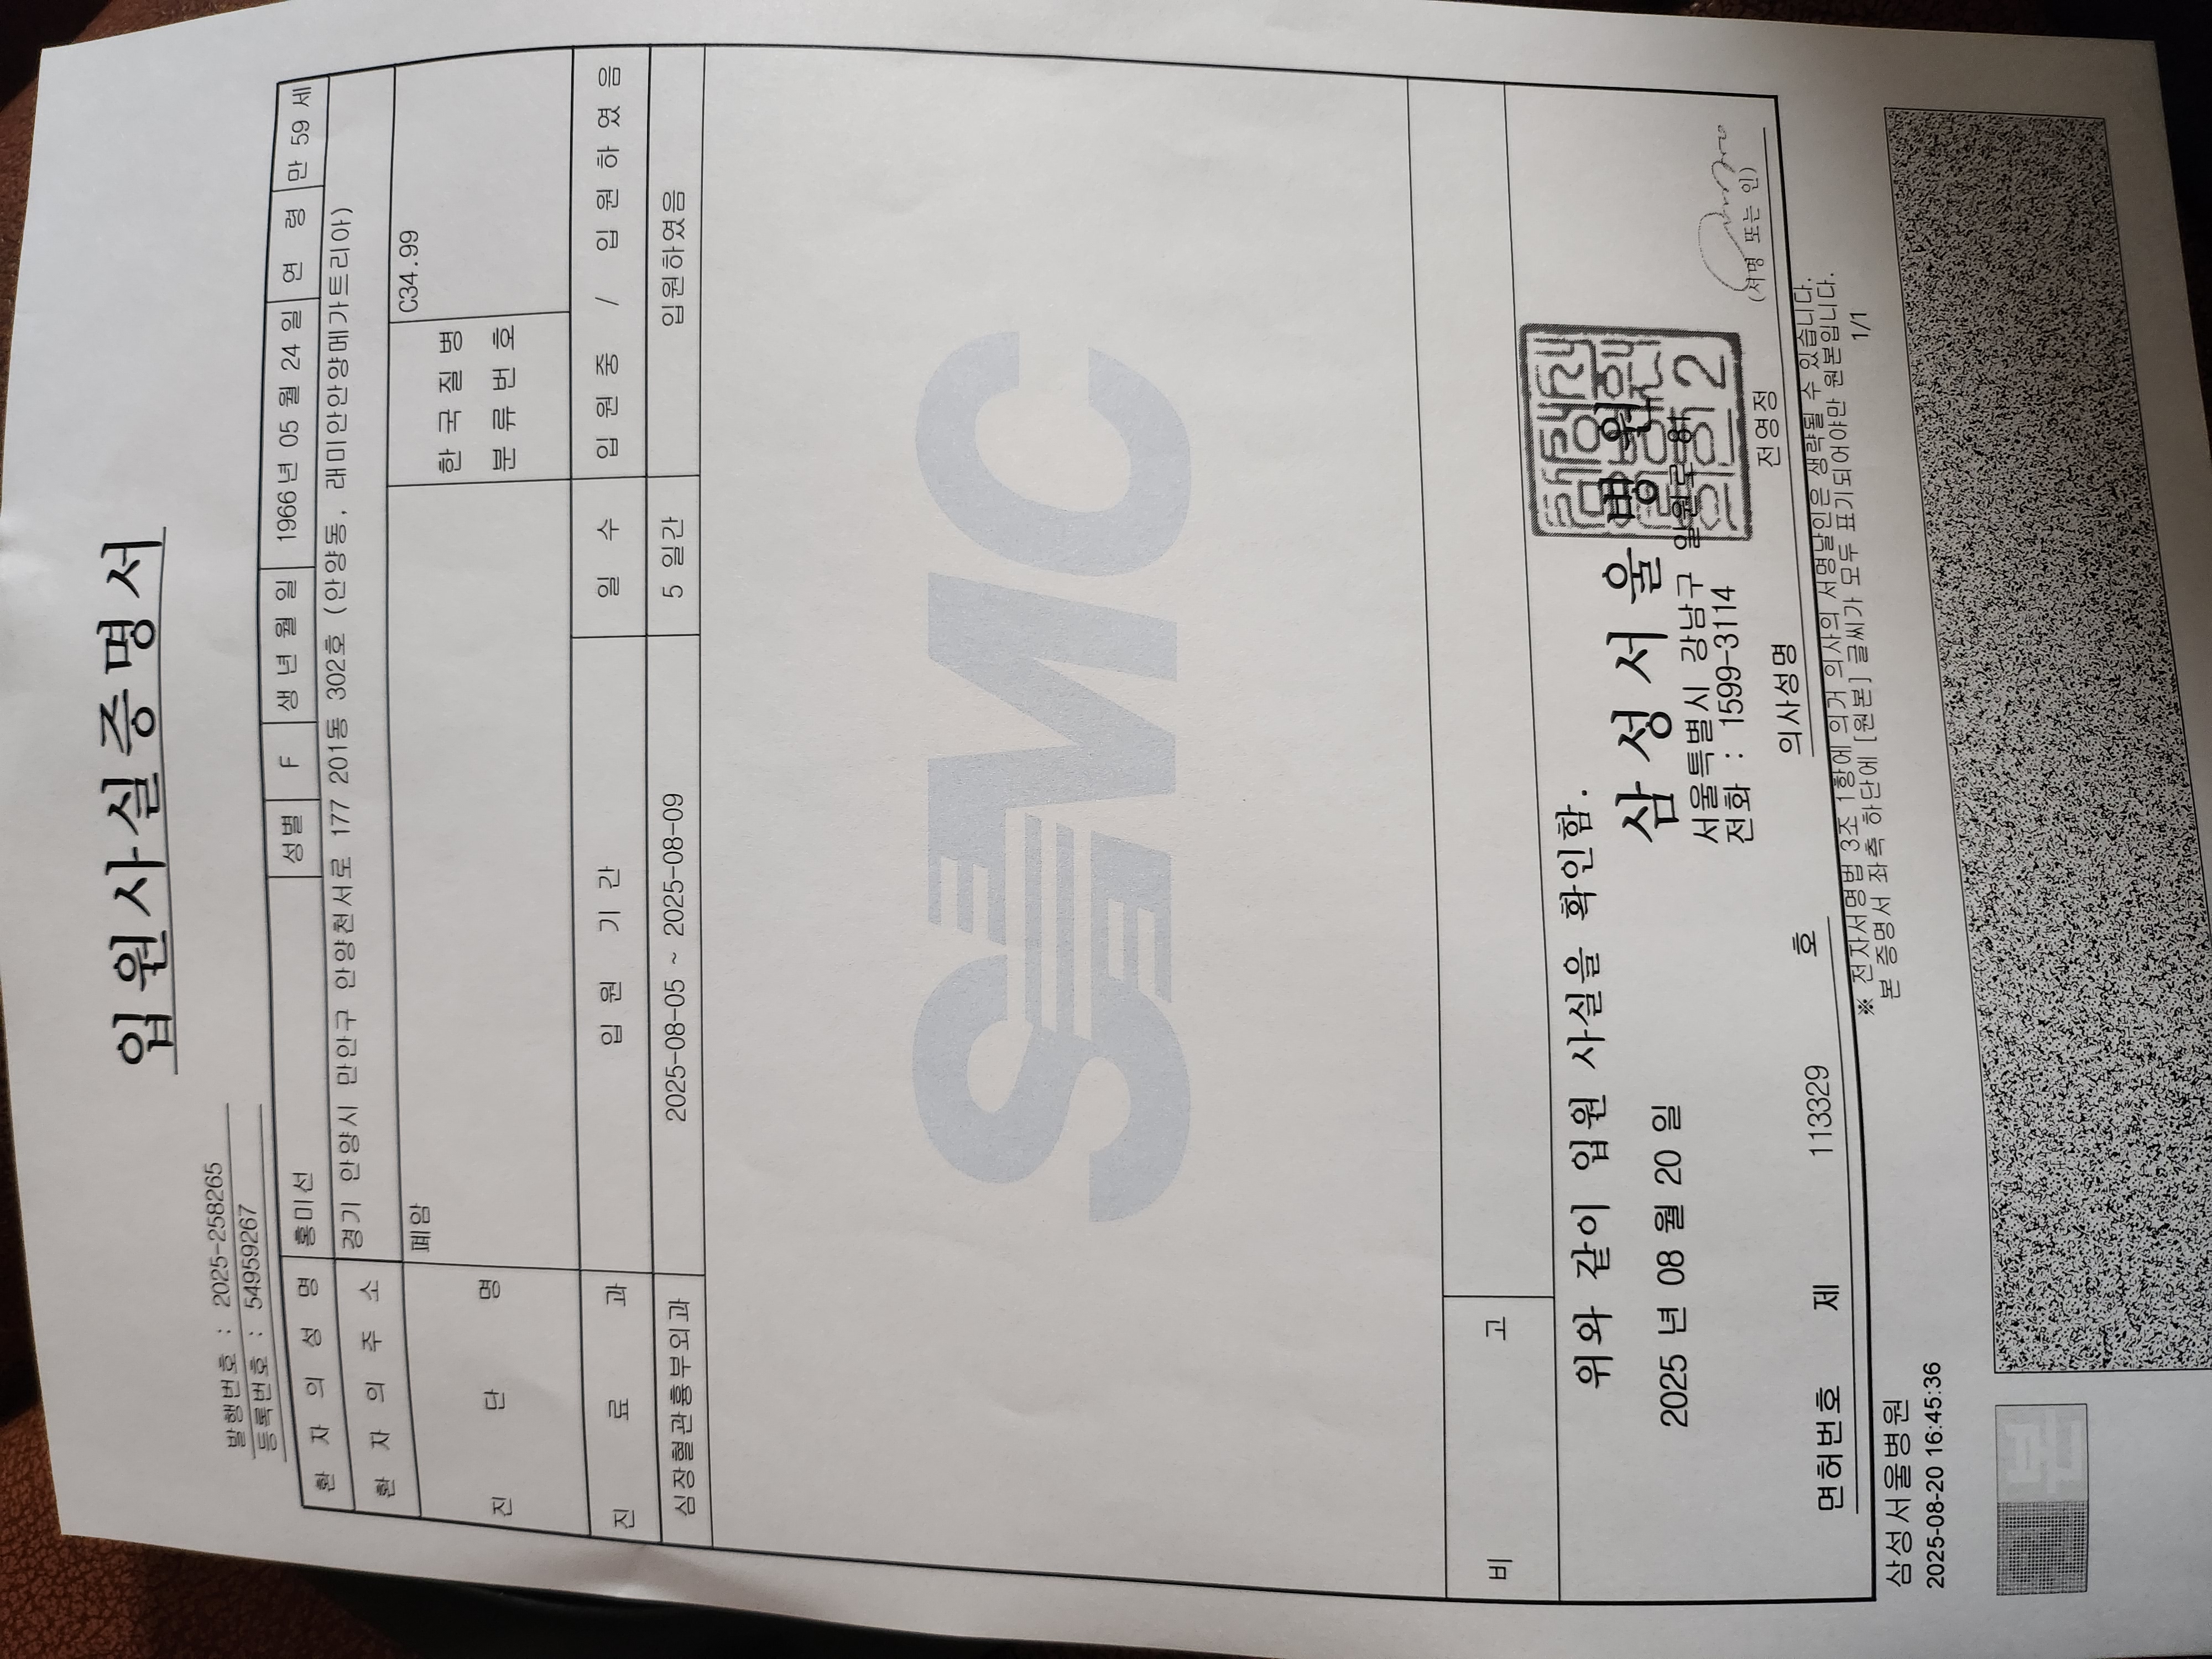 입원사실증명서
발행번호 : 2025-258265
등록번호 : 54959267
환자의성명 홍미선 성별 F 생년월일 1966년 05월 24일 연령 만 59 세
환자의주소 경기 안양시 만안구 안양천서로 177 201동 302호 (안양동, 래미안안양메가트리아)
진단명 폐암 한국질병 분류번호 C34.99
진료과 입원기간 일수 입원중 / 입원하였음
심장혈관흉부외과 2025-08-05 ~ 2025-08-09 5 일간 입원하였음
SMC
비고
위와 같이 입원 사실을 확인함.
2025 년 08 월 20 일
삼성서울병원
서울특별시 강남구 일원로 81
전화 : 1599-3114
면허번호 제 113329 호 의사성명 전영정 (서명 또는 인)
※ 전자서명법 3조 1항에 의거 의사의 서명날인은 생략될 수 있습니다.
본 증명서 좌측 하단에 [원본] 글씨가 모두 표기되어야만 원본입니다.
1/1
삼성서울병원
2025-08-20 16:45:36
본